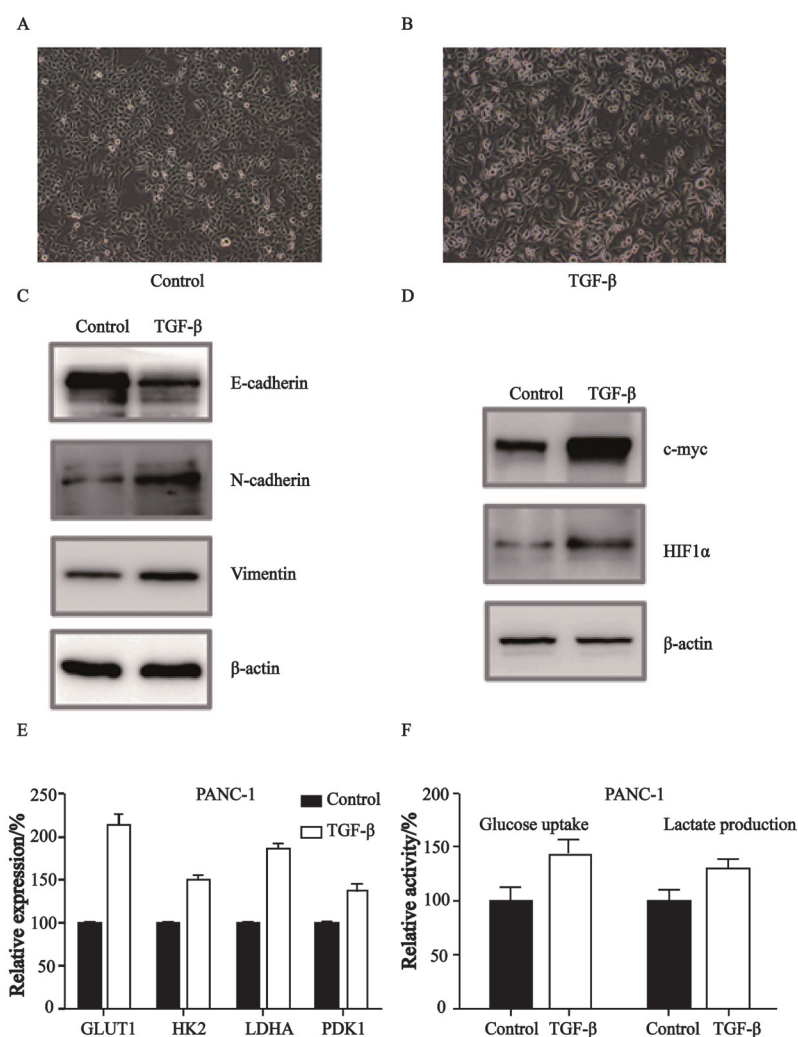 A
B
Control
TGF-β
C
D
Control TGF-β
E-cadherin
N-cadherin
Vimentin
β-actin
Control TGF-β
c-myc
HIF1α
β-actin
E
F
PANC-1
Control
TGF-β
Relative expression/%
250
200
150
100
50
0
GLUT1 HK2 LDHA PDK1
PANC-1
Glucose uptake Lactate production
Relative activity/%
200
150
100
50
0
Control TGF-β Control TGF-β